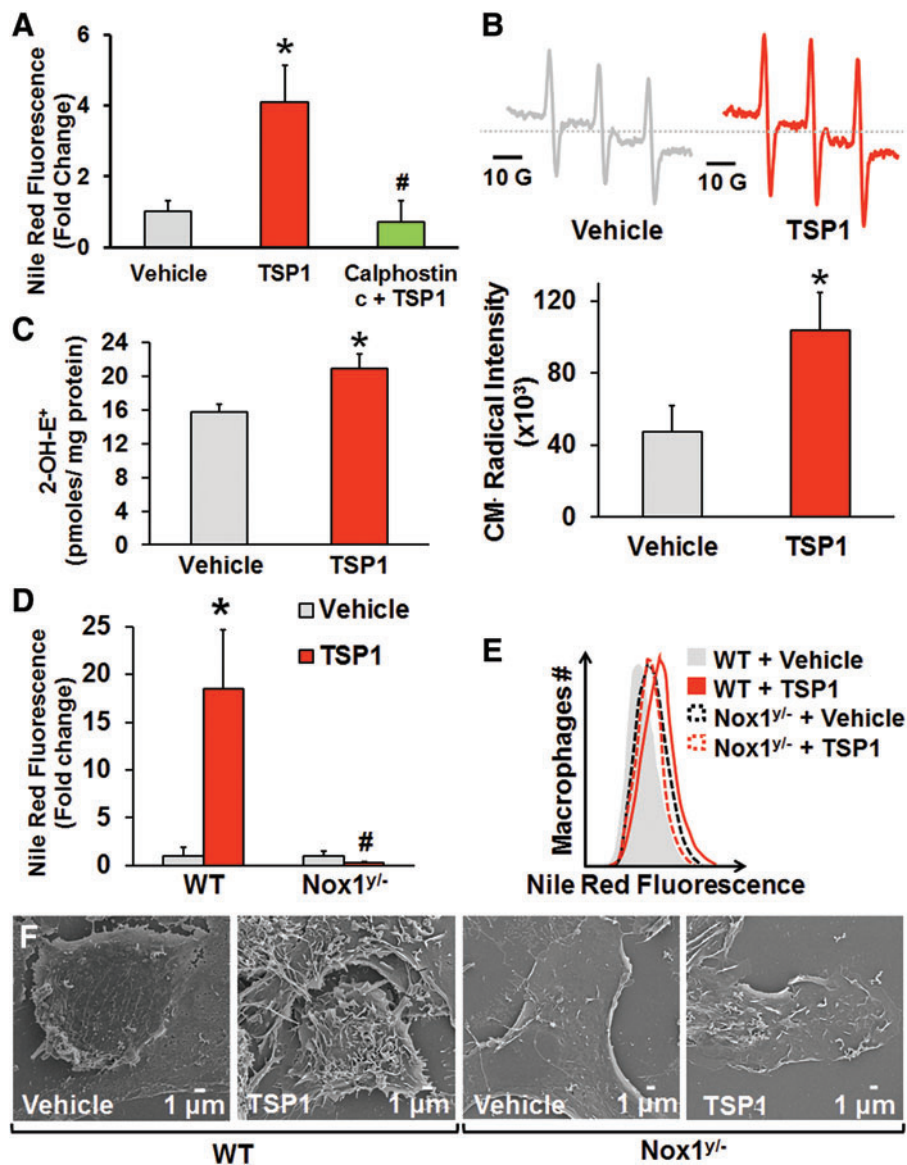 A
Nile Red Fluorescence
(Fold Change)
6
4
2
0
*
#
Vehicle
TSP1
Calphostin
c + TSP1
B
10 G
10 G
Vehicle
TSP1
CM· Radical Intensity
(x10³)
120
80
40
0
*
Vehicle
TSP1
C
2-OH-E⁺
(pmoles/ mg protein)
24
20
16
12
8
4
0
*
Vehicle
TSP1
D
Vehicle
TSP1
Nile Red Fluorescence
(Fold change)
25
20
15
10
5
0
*
#
WT
Nox1ʸ/⁻
E
Macrophages #
Nile Red Fluorescence
WT + Vehicle
WT + TSP1
Nox1ʸ/⁻ + Vehicle
Nox1ʸ/⁻ + TSP1
F
Vehicle 1 µm
TSP1 1 µm
Vehicle 1 µm
TSP1 1 µm
WT
Nox1ʸ/⁻